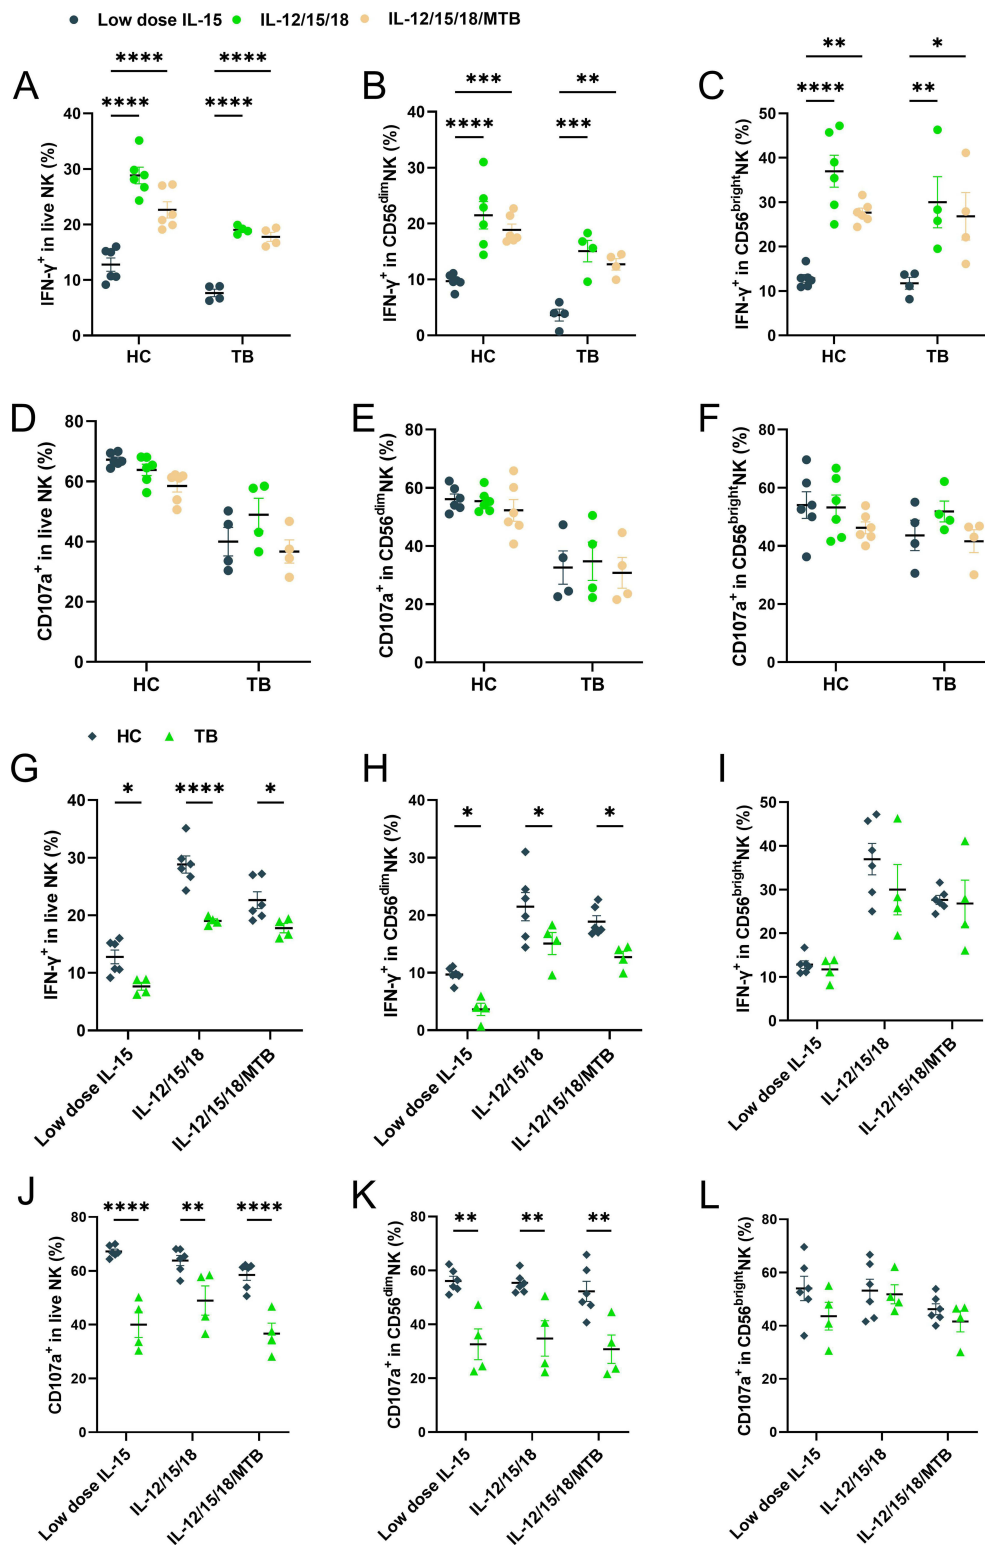 Low dose IL-15 IL-12/15/18 IL-12/15/18/MTB
A
**** ****
**** ****
IFN-γ⁺ in live NK (%)
40
30
20
10
0
HC TB
B
*** **
**** ***
IFN-γ⁺ in CD56ᵈⁱᵐNK (%)
40
30
20
10
0
HC TB
C
** *
**** **
IFN-γ⁺ in CD56ᵇʳⁱᵍʰᵗNK (%)
50
40
30
20
10
0
HC TB
D
CD107a⁺ in live NK (%)
80
60
40
20
0
HC TB
E
CD107a⁺ in CD56ᵈⁱᵐNK (%)
80
60
40
20
0
HC TB
F
CD107a⁺ in CD56ᵇʳⁱᵍʰᵗNK (%)
80
60
40
20
0
HC TB
HC TB
G
* **** *
IFN-γ⁺ in live NK (%)
40
30
20
10
0
Low dose IL-15
IL-12/15/18
IL-12/15/18/MTB
H
* * *
IFN-γ⁺ in CD56ᵈⁱᵐNK (%)
40
30
20
10
0
Low dose IL-15
IL-12/15/18
IL-12/15/18/MTB
I
IFN-γ⁺ in CD56ᵇʳⁱᵍʰᵗNK (%)
50
40
30
20
10
0
Low dose IL-15
IL-12/15/18
IL-12/15/18/MTB
J
**** ** ****
CD107a⁺ in live NK (%)
80
60
40
20
0
Low dose IL-15
IL-12/15/18
IL-12/15/18/MTB
K
** ** **
CD107a⁺ in CD56ᵈⁱᵐNK (%)
80
60
40
20
0
Low dose IL-15
IL-12/15/18
IL-12/15/18/MTB
L
CD107a⁺ in CD56ᵇʳⁱᵍʰᵗNK (%)
80
60
40
20
0
Low dose IL-15
IL-12/15/18
IL-12/15/18/MTB